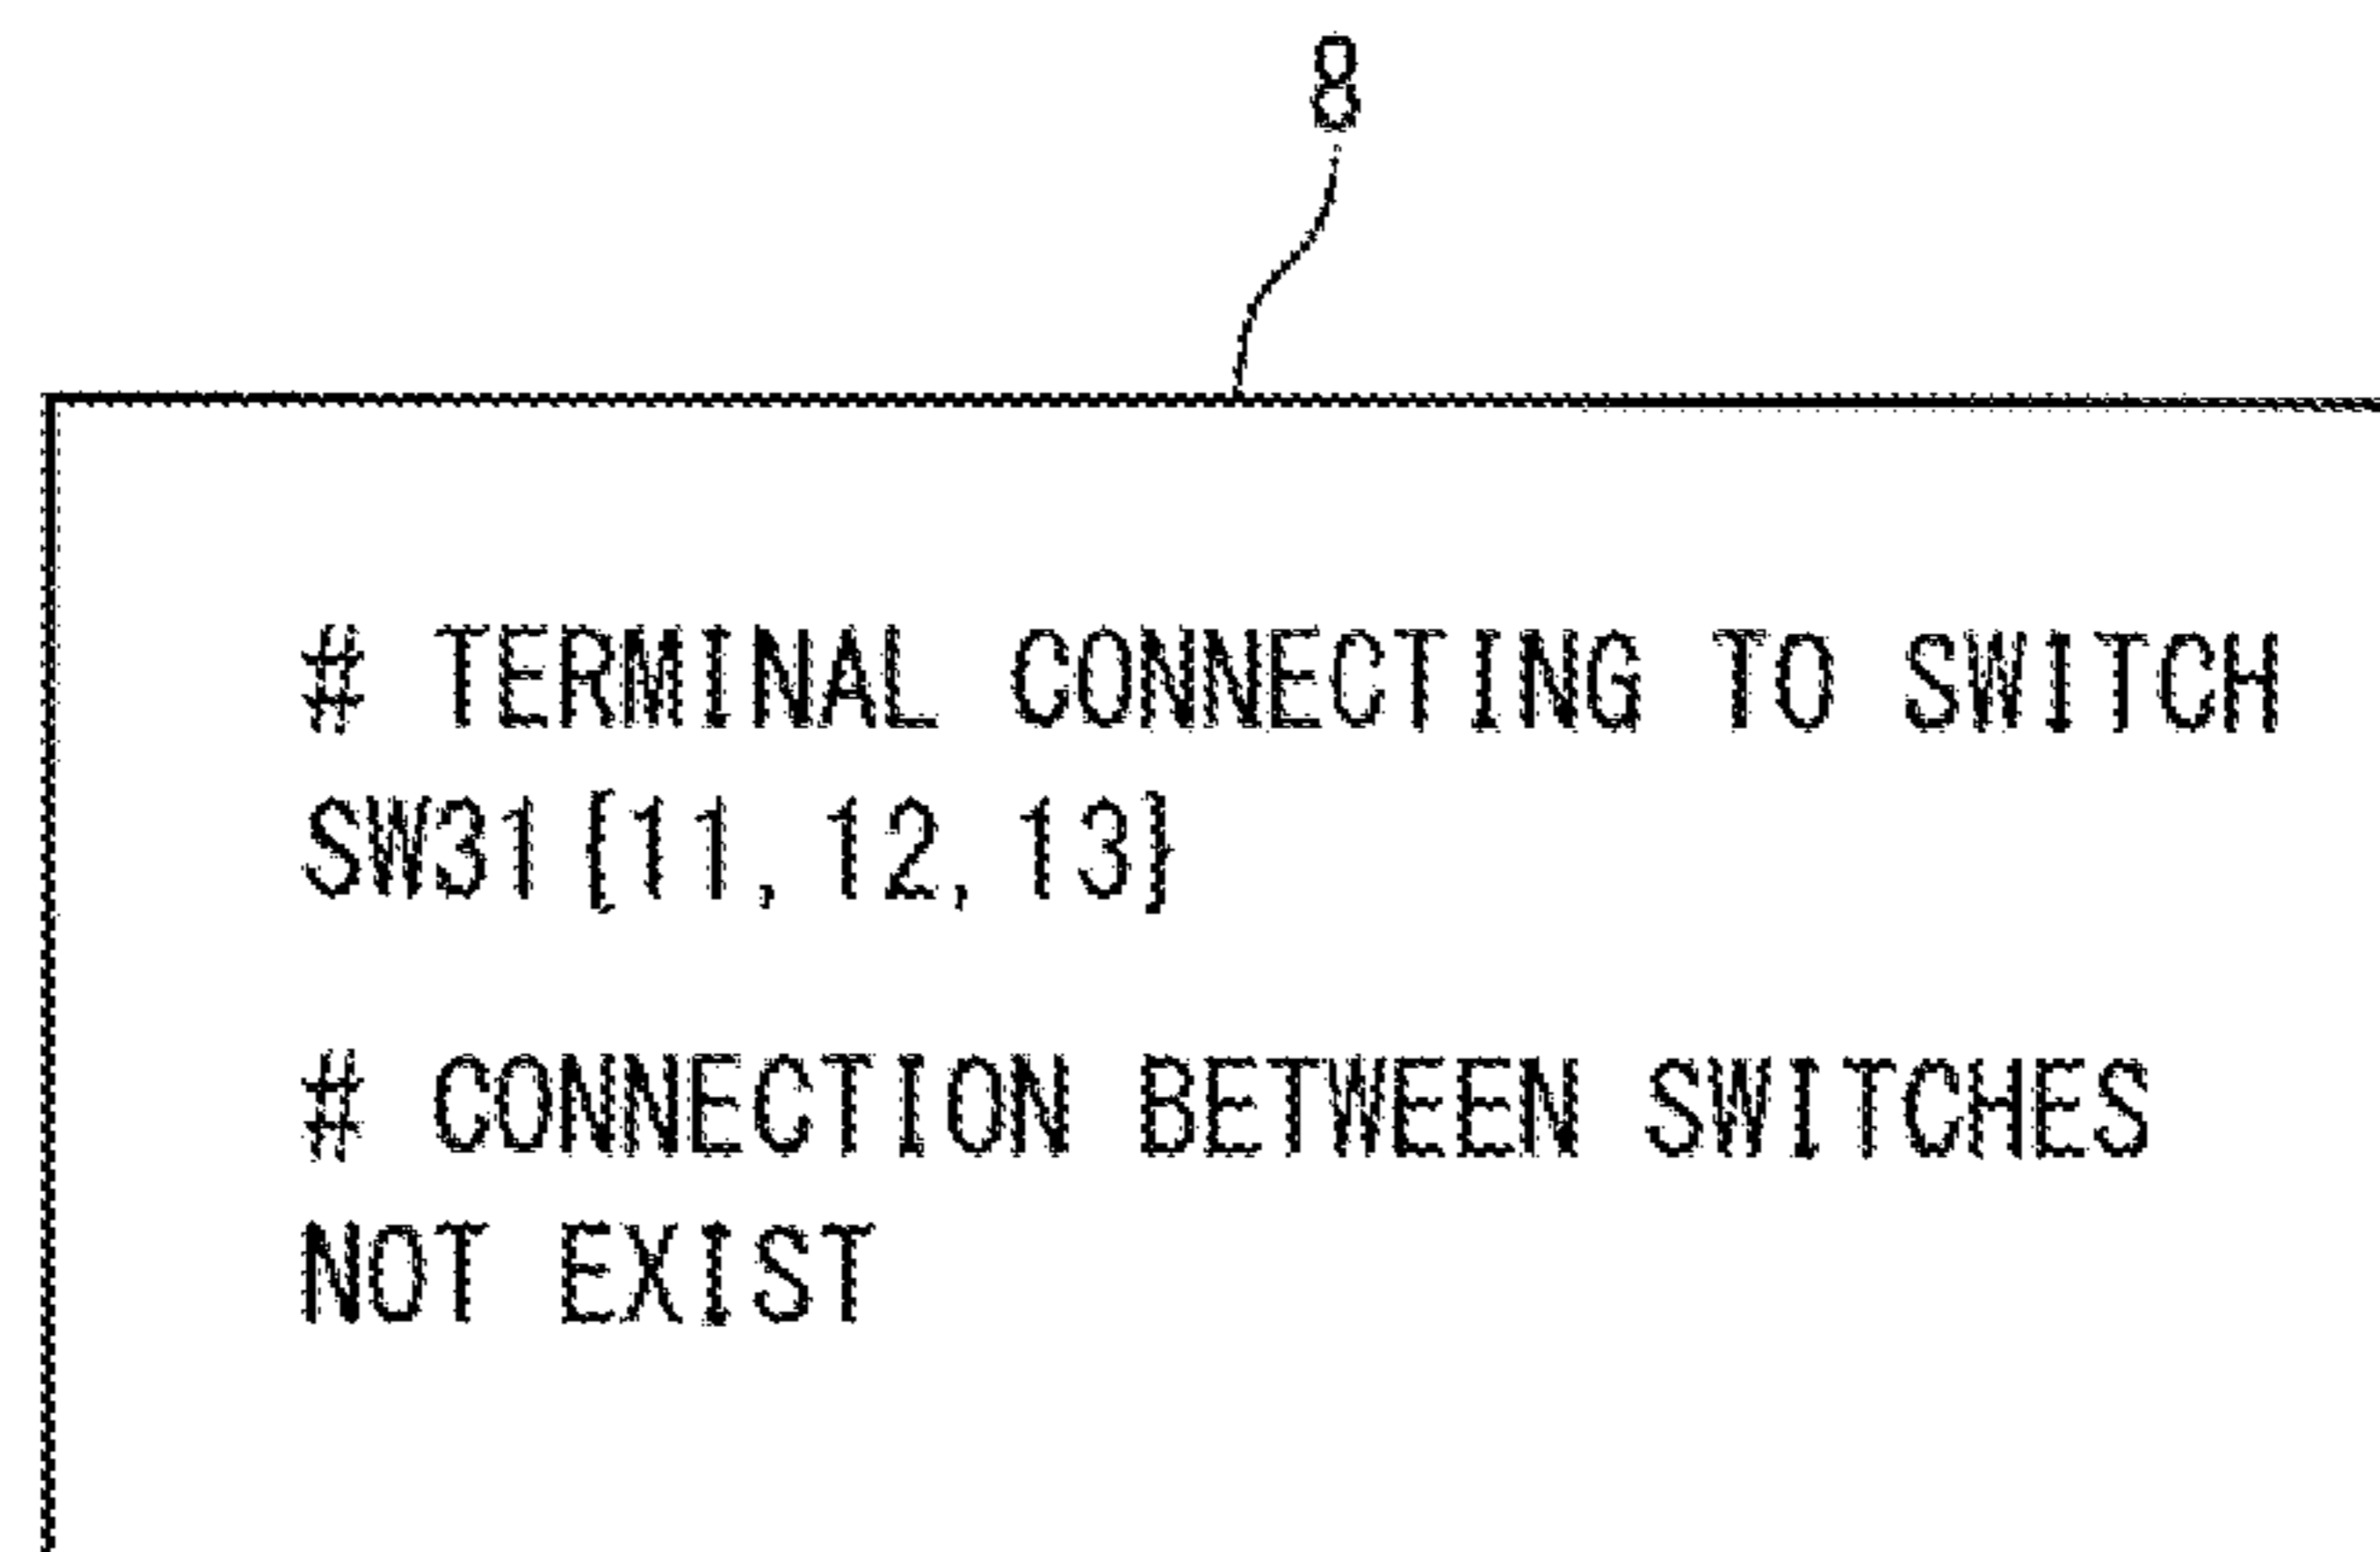 8
# TERMINAL CONNECTING TO SWITCH
SW31{11, 12, 13}
# CONNECTION BETWEEN SWITCHES
NOT EXIST